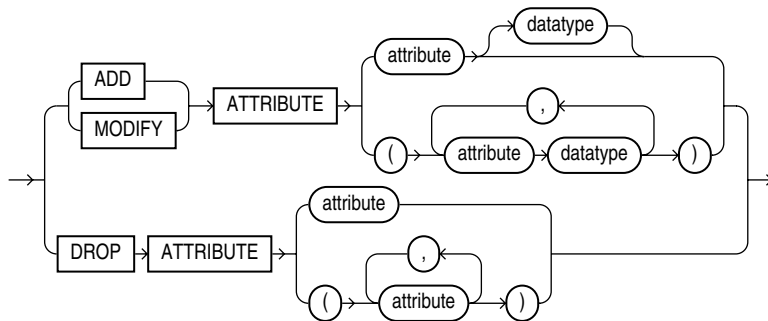 datatype
ADD
attribute
ATTRIBUTE
MODIFY
,
( attribute datatype )
attribute
DROP ATTRIBUTE
,
( attribute )